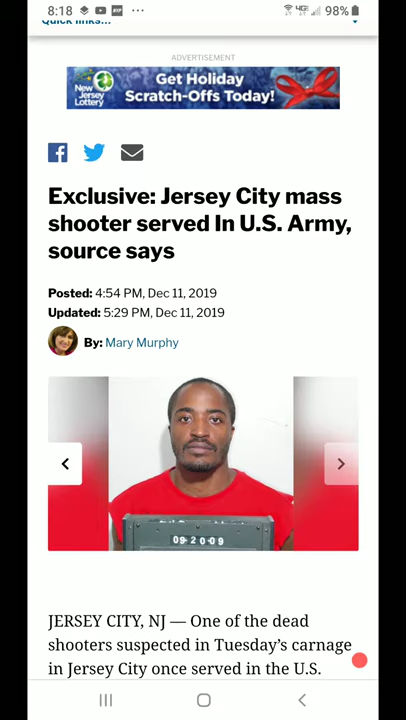 8:18
98%
Quick links...
ADVERTISEMENT
New Jersey Lottery
Get Holiday
Scratch-Offs Today!
Exclusive: Jersey City mass
shooter served In U.S. Army,
source says
Posted: 4:54 PM, Dec 11, 2019
Updated: 5:29 PM, Dec 11, 2019
By: Mary Murphy
09 2009
JERSEY CITY, NJ — One of the dead
shooters suspected in Tuesday's carnage
in Jersey City once served in the U.S.